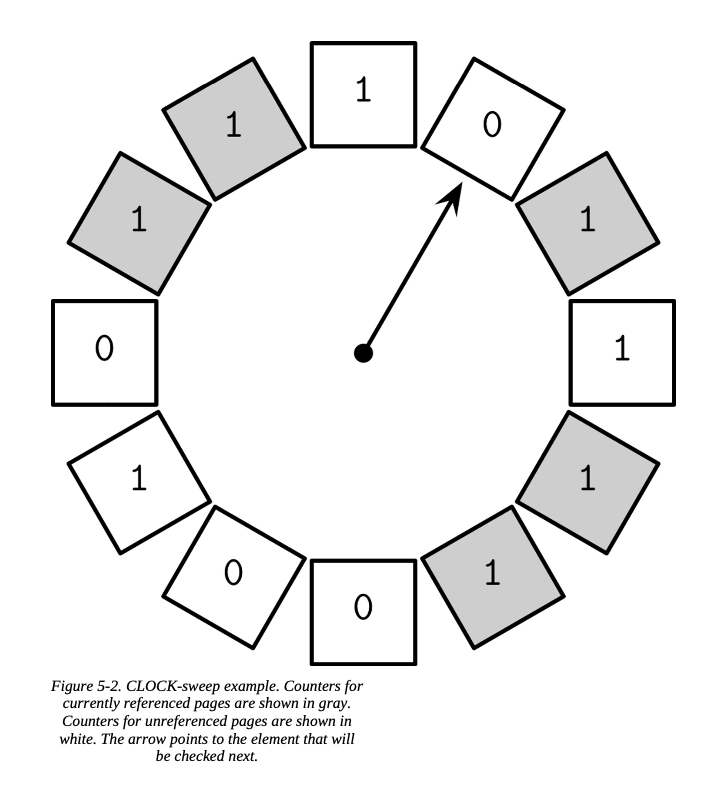 1
0
1
1
1
1
0
0
1
0
1
1
Figure 5-2. CLOCK-sweep example. Counters for
currently referenced pages are shown in gray.
Counters for unreferenced pages are shown in
white. The arrow points to the element that will
be checked next.